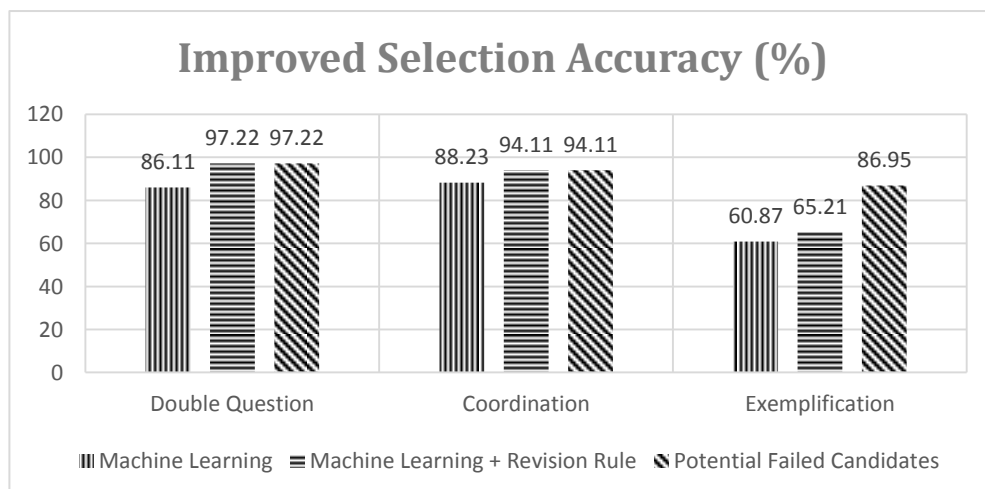 Improved Selection Accuracy (%)
120
100
80
60
40
20
0
86.11
97.22
97.22
88.23
94.11
94.11
60.87
65.21
86.95
Double Question
Coordination
Exemplification
Machine Learning
Machine Learning + Revision Rule
Potential Failed Candidates